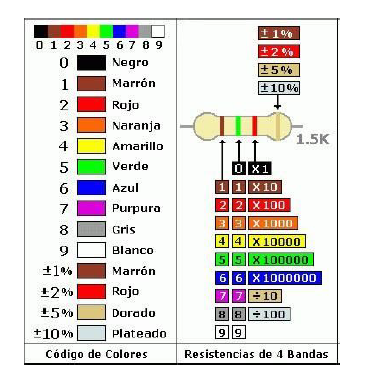 0 1 2 3 4 5 6 7 8 9
0 Negro
1 Marrón
2 Rojo
3 Naranja
4 Amarillo
5 Verde
6 Azul
7 Purpura
8 Gris
9 Blanco
±1% Marrón
±2% Rojo
±5% Dorado
±10% Plateado
Código de Colores
±1%
±2%
±5%
±10%
1.5K
0 X1
1 1 X10
2 2 X100
3 3 X1000
4 4 X10000
5 5 X100000
6 6 X1000000
7 7 ÷10
8 8 ÷100
9 9
Resistencias de 4 Bandas